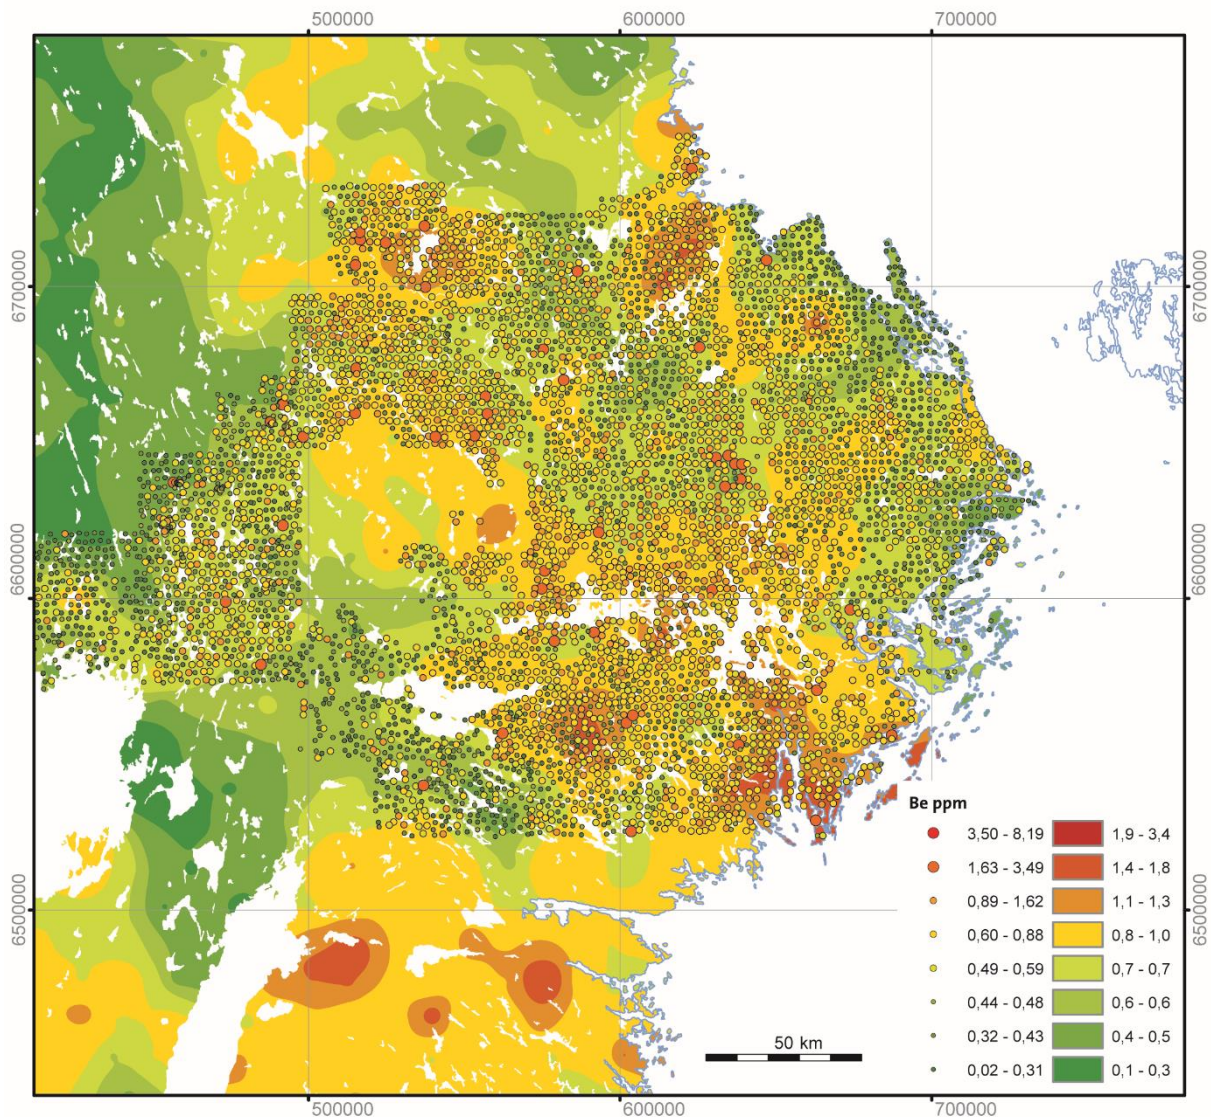 500000 600000 700000
6700000 6700000
6600000 6600000
Be ppm
3,50 - 8,19 1,9 - 3,4
1,63 - 3,49 1,4 - 1,8
0,89 - 1,62 1,1 - 1,3
6500000 6500000
0,60 - 0,88 0,8 - 1,0
0,49 - 0,59 0,7 - 0,7
0,44 - 0,48 0,6 - 0,6
0,32 - 0,43 0,4 - 0,5
50 km
0,02 - 0,31 0,1 - 0,3
500000 600000 700000